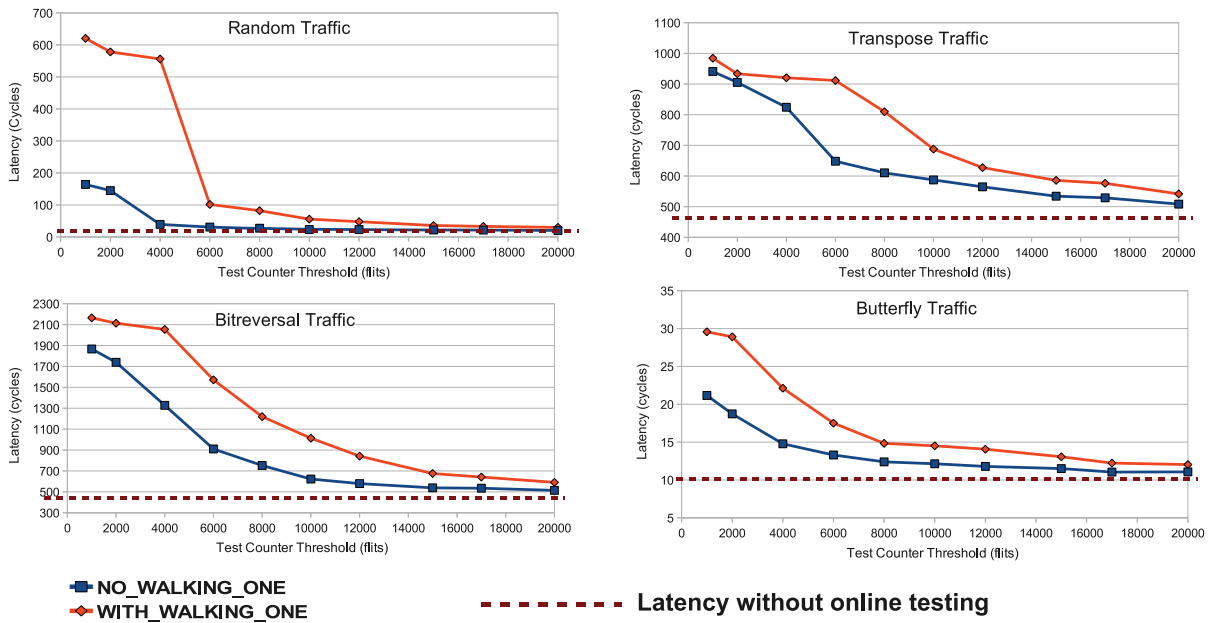 Random Traffic
Latency (Cycles)
700
600
500
400
300
200
100
0
0 2000 4000 6000 8000 10000 12000 14000 16000 18000 20000
Test Counter Threshold (flits)
Transpose Traffic
Latency (cycles)
1100
1000
900
800
700
600
500
400
0 2000 4000 6000 8000 10000 12000 14000 16000 18000 20000
Test Counter Threshold (flits)
Bitreversal Traffic
Latency (cycles)
2300
2100
1900
1700
1500
1300
1100
900
700
500
300
0 2000 4000 6000 8000 10000 12000 14000 16000 18000 20000
Test Counter Threshold (flits)
Butterfly Traffic
Latency (cycles)
35
30
25
20
15
10
5
0 2000 4000 6000 8000 10000 12000 14000 16000 18000 20000
Test Counter Threshold (flits)
NO_WALKING_ONE
WITH_WALKING_ONE
Latency without online testing